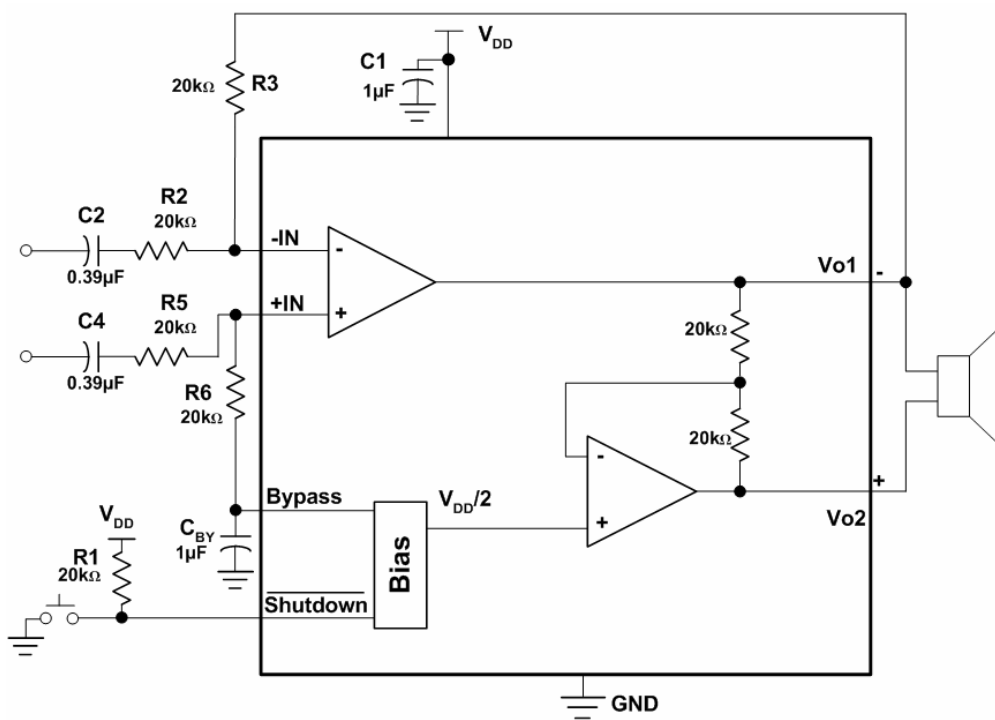 V_DD
C1
1µF
20kΩ
R3
R2
20kΩ
C2
0.39µF
-IN
-
+IN
+
R5
20kΩ
C4
0.39µF
Vo1
-
20kΩ
R6
20kΩ
20kΩ
-
+
+
Vo2
Bypass
V_DD/2
C_BY
1µF
Bias
V_DD
R1
20kΩ
Shutdown
GND